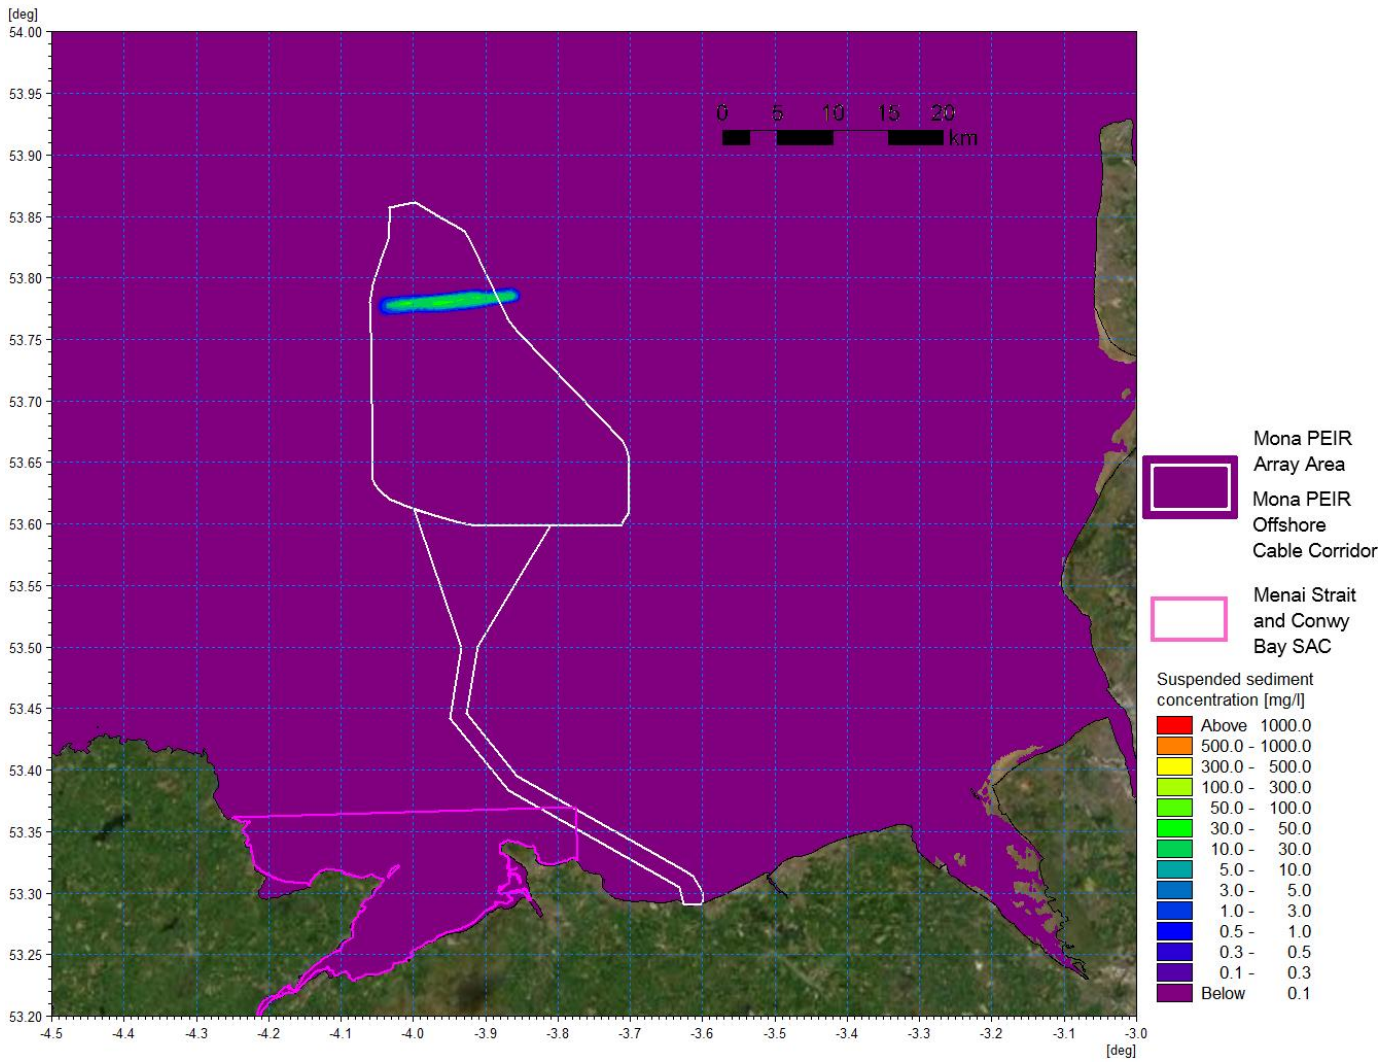 [deg]
54.00
53.95
53.90
53.85
53.80
53.75
53.70
53.65
53.60
53.55
53.50
53.45
53.40
53.35
53.30
53.25
53.20
0 5 10 15 20
km
-4.5 -4.4 -4.3 -4.2 -4.1 -4.0 -3.9 -3.8 -3.7 -3.6 -3.5 -3.4 -3.3 -3.2 -3.1 -3.0
[deg]
Mona PEIR
Array Area
Mona PEIR
Offshore
Cable Corridor
Menai Strait
and Conwy
Bay SAC
Suspended sediment
concentration [mg/l]
Above 1000.0
500.0 - 1000.0
300.0 - 500.0
100.0 - 300.0
50.0 - 100.0
30.0 - 50.0
10.0 - 30.0
5.0 - 10.0
3.0 - 5.0
1.0 - 3.0
0.5 - 1.0
0.3 - 0.5
0.1 - 0.3
Below 0.1